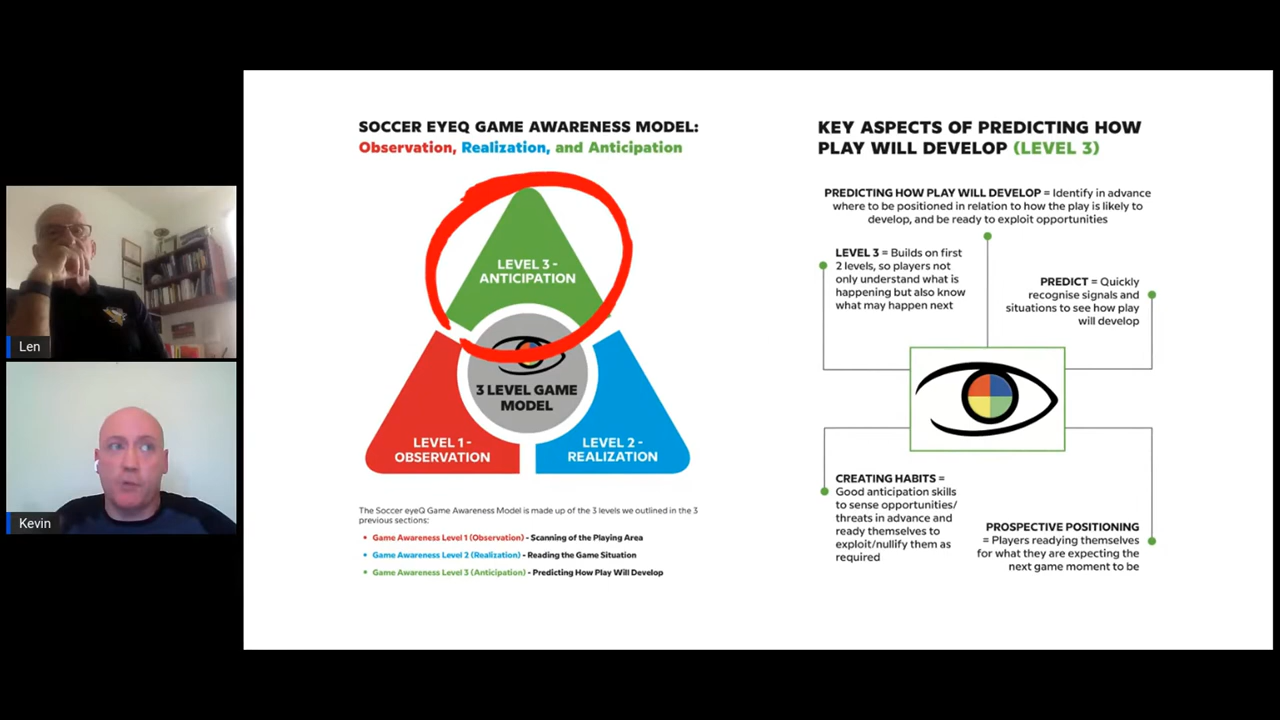 SOCCER EYEQ GAME AWARENESS MODEL:
Observation, Realization, and Anticipation
LEVEL 3 -
ANTICIPATION
3 LEVEL GAME
MODEL
LEVEL 1 -
OBSERVATION
LEVEL 2 -
REALIZATION
The Soccer eyeQ Game Awareness Model is made up of the 3 levels we outlined in the 3
previous sections:
• Game Awareness Level 1 (Observation) - Scanning of the Playing Area
• Game Awareness Level 2 (Realization) - Reading the Game Situation
• Game Awareness Level 3 (Anticipation) - Predicting How Play Will Develop
KEY ASPECTS OF PREDICTING HOW
PLAY WILL DEVELOP (LEVEL 3)
PREDICTING HOW PLAY WILL DEVELOP = Identify in advance
where to be positioned in relation to how the play is likely to
develop, and be ready to exploit opportunities
LEVEL 3 = Builds on first
2 levels, so players not
only understand what is
happening but also know
what may happen next
PREDICT = Quickly
recognise signals and
situations to see how play
will develop
CREATING HABITS =
Good anticipation skills
to sense opportunities/
threats in advance and
ready themselves to
exploit/nullify them as
required
PROSPECTIVE POSITIONING
= Players readying themselves
for what they are expecting the
next game moment to be
Len
Kevin